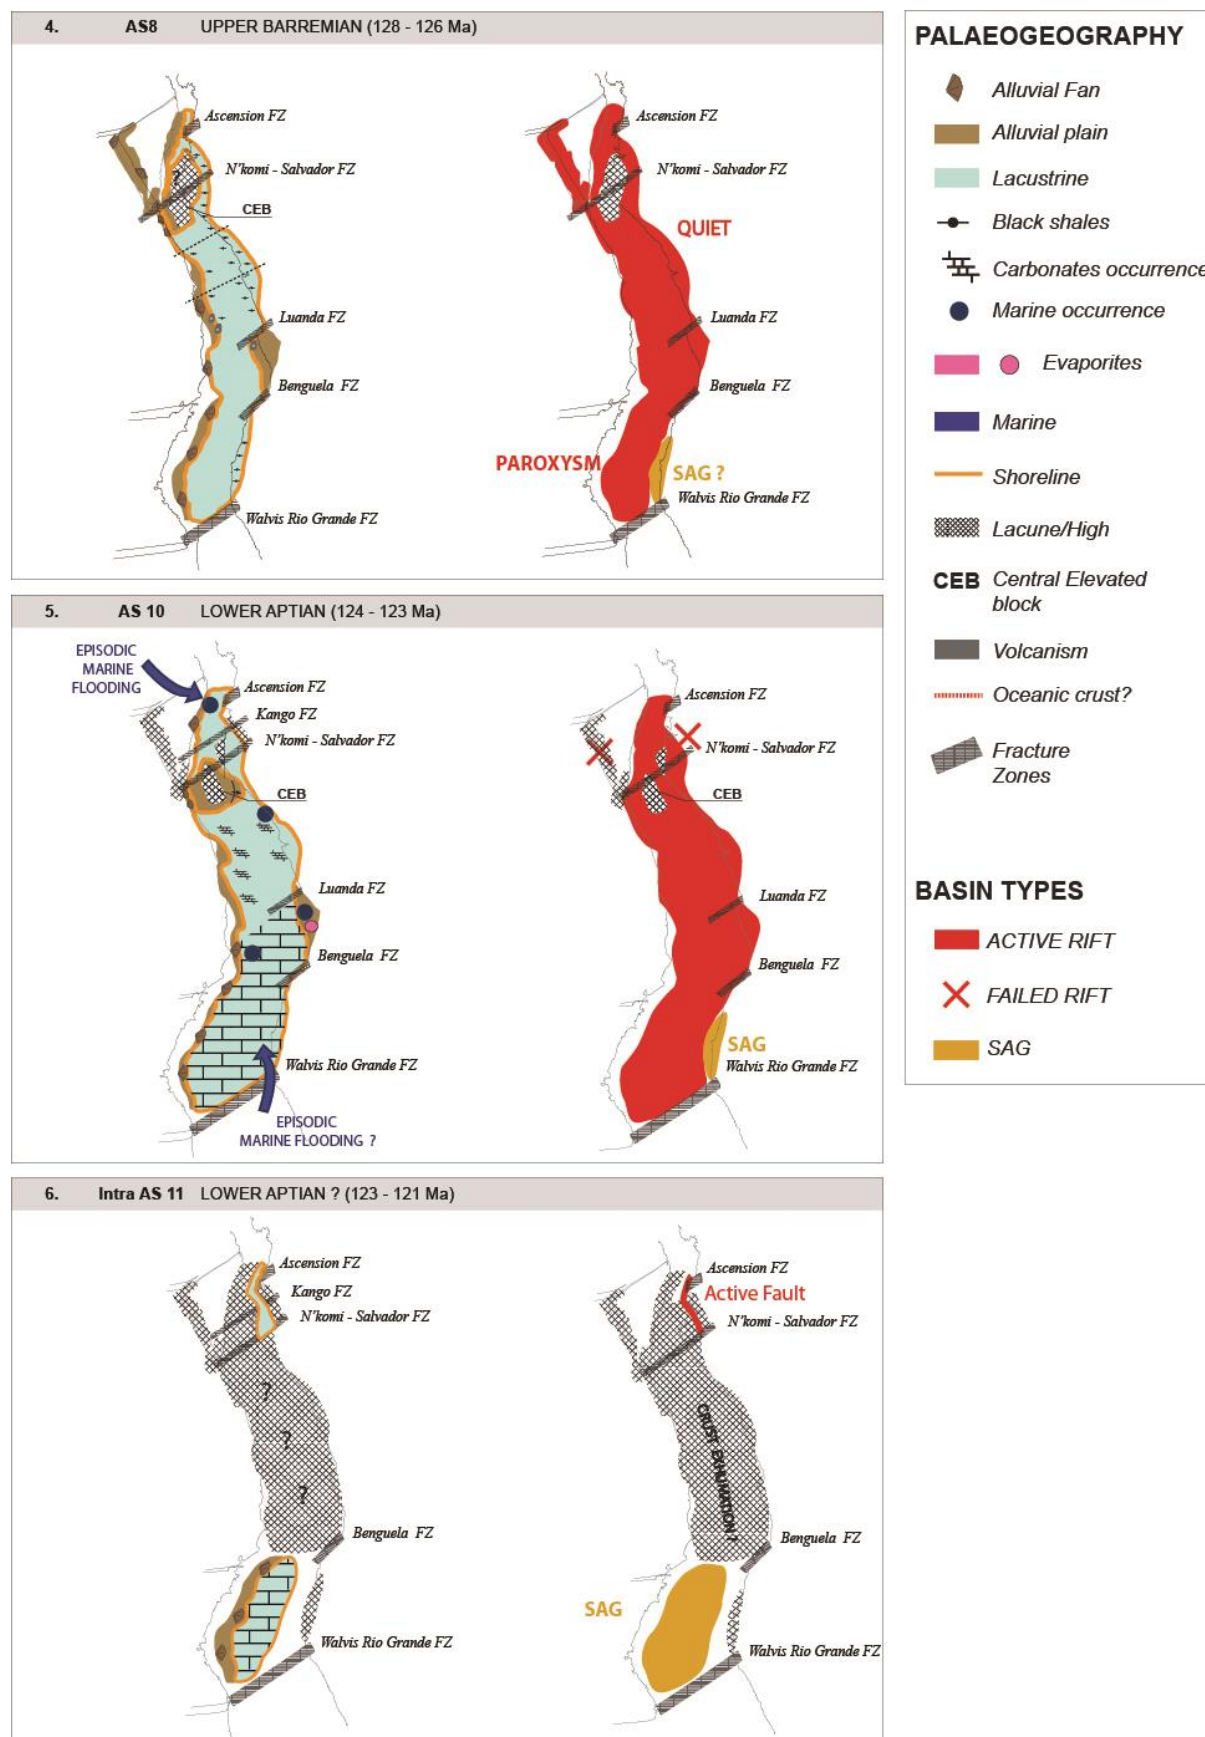 4. AS8 UPPER BARREMIAN (128 - 126 Ma)
Ascension FZ
N'komi - Salvador FZ
?
CEB
Luanda FZ
Benguela FZ
Walvis Rio Grande FZ
Ascension FZ
N'komi - Salvador FZ
QUIET
Luanda FZ
Benguela FZ
PAROXYSM
SAG ?
Walvis Rio Grande FZ
5. AS 10 LOWER APTIAN (124 - 123 Ma)
EPISODIC
MARINE
FLOODING
Ascension FZ
Kango FZ
N'komi - Salvador FZ
CEB
Luanda FZ
Benguela FZ
Walvis Rio Grande FZ
EPISODIC
MARINE FLOODING ?
Ascension FZ
N'komi - Salvador FZ
CEB
Luanda FZ
Benguela FZ
SAG
Walvis Rio Grande FZ
6. Intra AS 11 LOWER APTIAN ? (123 - 121 Ma)
Ascension FZ
Kango FZ
N'komi - Salvador FZ
?
?
?
Benguela FZ
Walvis Rio Grande FZ
Ascension FZ
Active Fault
N'komi - Salvador FZ
CRUST EXHUMATION?
Benguela FZ
SAG
Walvis Rio Grande FZ
PALAEOGEOGRAPHY
Alluvial Fan
Alluvial plain
Lacustrine
Black shales
Carbonates occurrence
Marine occurrence
Evaporites
Marine
Shoreline
Lacune/High
CEB Central Elevated
block
Volcanism
Oceanic crust?
Fracture
Zones
BASIN TYPES
ACTIVE RIFT
FAILED RIFT
SAG